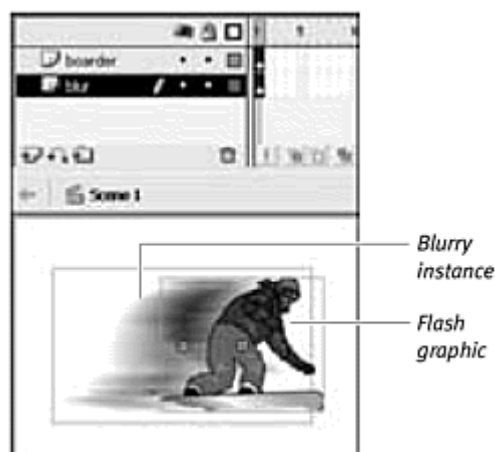 boarder
blur
Scene 1
Blurry
instance
Flash
graphic